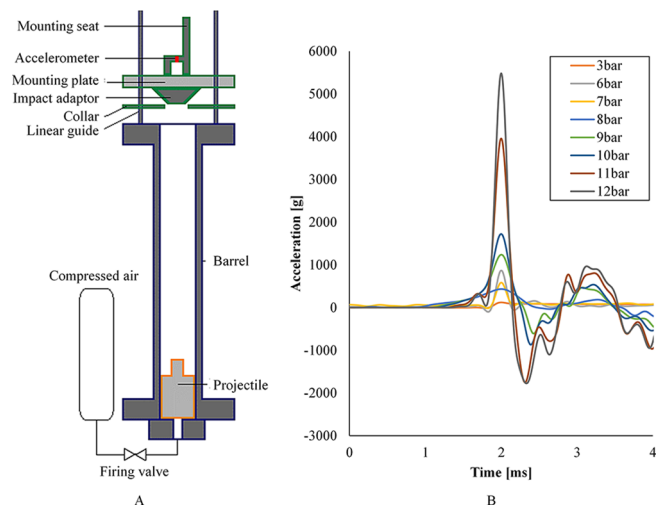 Mounting seat
Accelerometer
Mounting plate
Impact adaptor
Collar
Linear guide
Barrel
Compressed air
Projectile
Firing valve
A
6000
5000
4000
3000
2000
1000
0
-1000
-2000
-3000
Acceleration [g]
3bar
6bar
7bar
8bar
9bar
10bar
11bar
12bar
0 1 2 3 4
Time [ms]
B